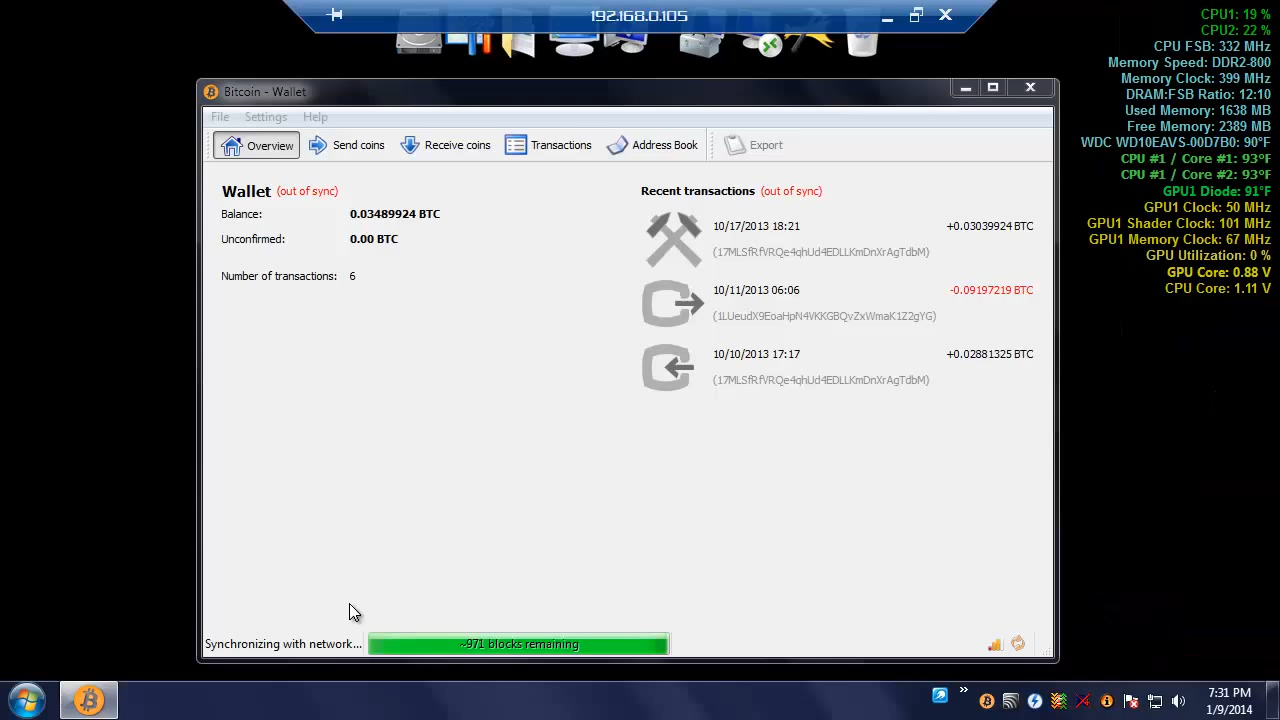 192.168.0.105
CPU1: 19 %
CPU2: 22 %
CPU FSB: 332 MHz
Memory Speed: DDR2-800
Memory Clock: 399 MHz
DRAM:FSB Ratio: 12:10
Used Memory: 1638 MB
Free Memory: 2389 MB
WDC WD10EAVS-00D7B0: 90°F
CPU #1 / Core #1: 93°F
CPU #1 / Core #2: 93°F
GPU1 Diode: 91°F
GPU1 Clock: 50 MHz
GPU1 Shader Clock: 101 MHz
GPU1 Memory Clock: 67 MHz
GPU Utilization: 0 %
GPU Core: 0.88 V
CPU Core: 1.11 V
Bitcoin - Wallet
File Settings Help
Overview Send coins Receive coins Transactions Address Book Export
Wallet (out of sync)
Balance: 0.03489924 BTC
Unconfirmed: 0.00 BTC
Number of transactions: 6
Recent transactions (out of sync)
10/17/2013 18:21 +0.03039924 BTC
(17MLSfRfVRQe4qhUd4EDLLKmDnXrAgTdbM)
10/11/2013 06:06 -0.09197219 BTC
(1LUeudX9EoaHpN4VKKGBQvZxWmaK1Z2gYG)
10/10/2013 17:17 +0.02881325 BTC
(17MLSfRfVRQe4qhUd4EDLLKmDnXrAgTdbM)
Synchronizing with network... ~971 blocks remaining
7:31 PM
1/9/2014